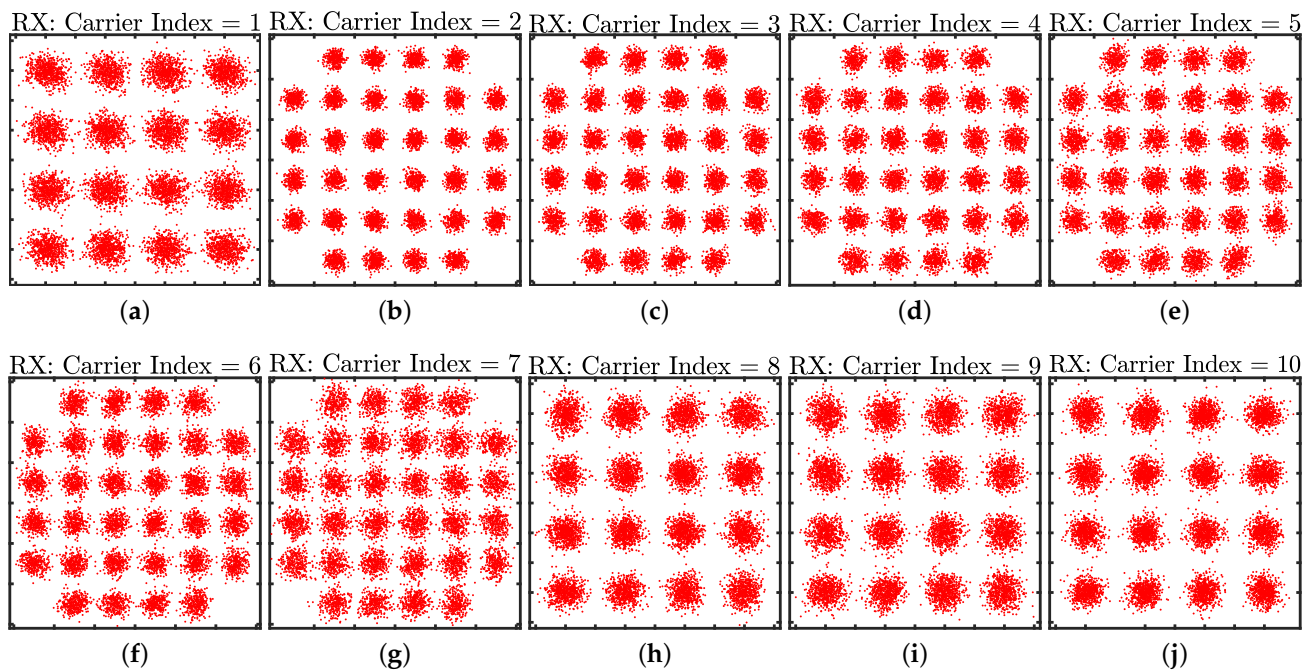 RX: Carrier Index = 1
RX: Carrier Index = 2
RX: Carrier Index = 3
RX: Carrier Index = 4
RX: Carrier Index = 5
(a)
(b)
(c)
(d)
(e)
RX: Carrier Index = 6
RX: Carrier Index = 7
RX: Carrier Index = 8
RX: Carrier Index = 9
RX: Carrier Index = 10
(f)
(g)
(h)
(i)
(j)